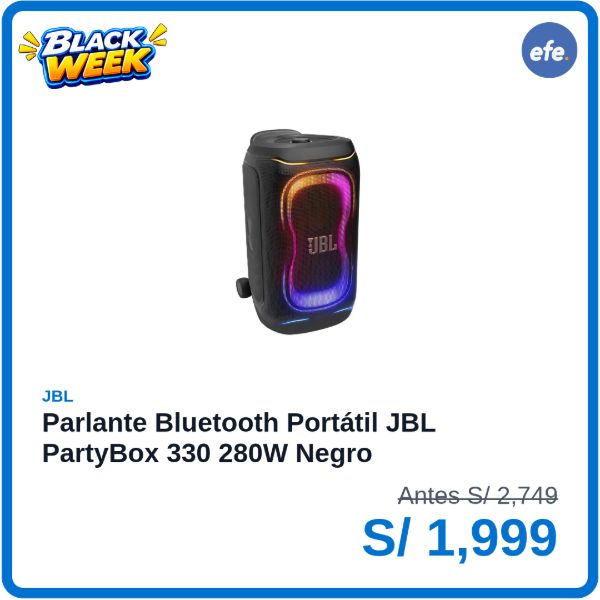 BLACK
WEEK
efe.
JBL
JBL
Parlante Bluetooth Portátil JBL
PartyBox 330 280W Negro
Antes S/ 2,749
S/ 1,999